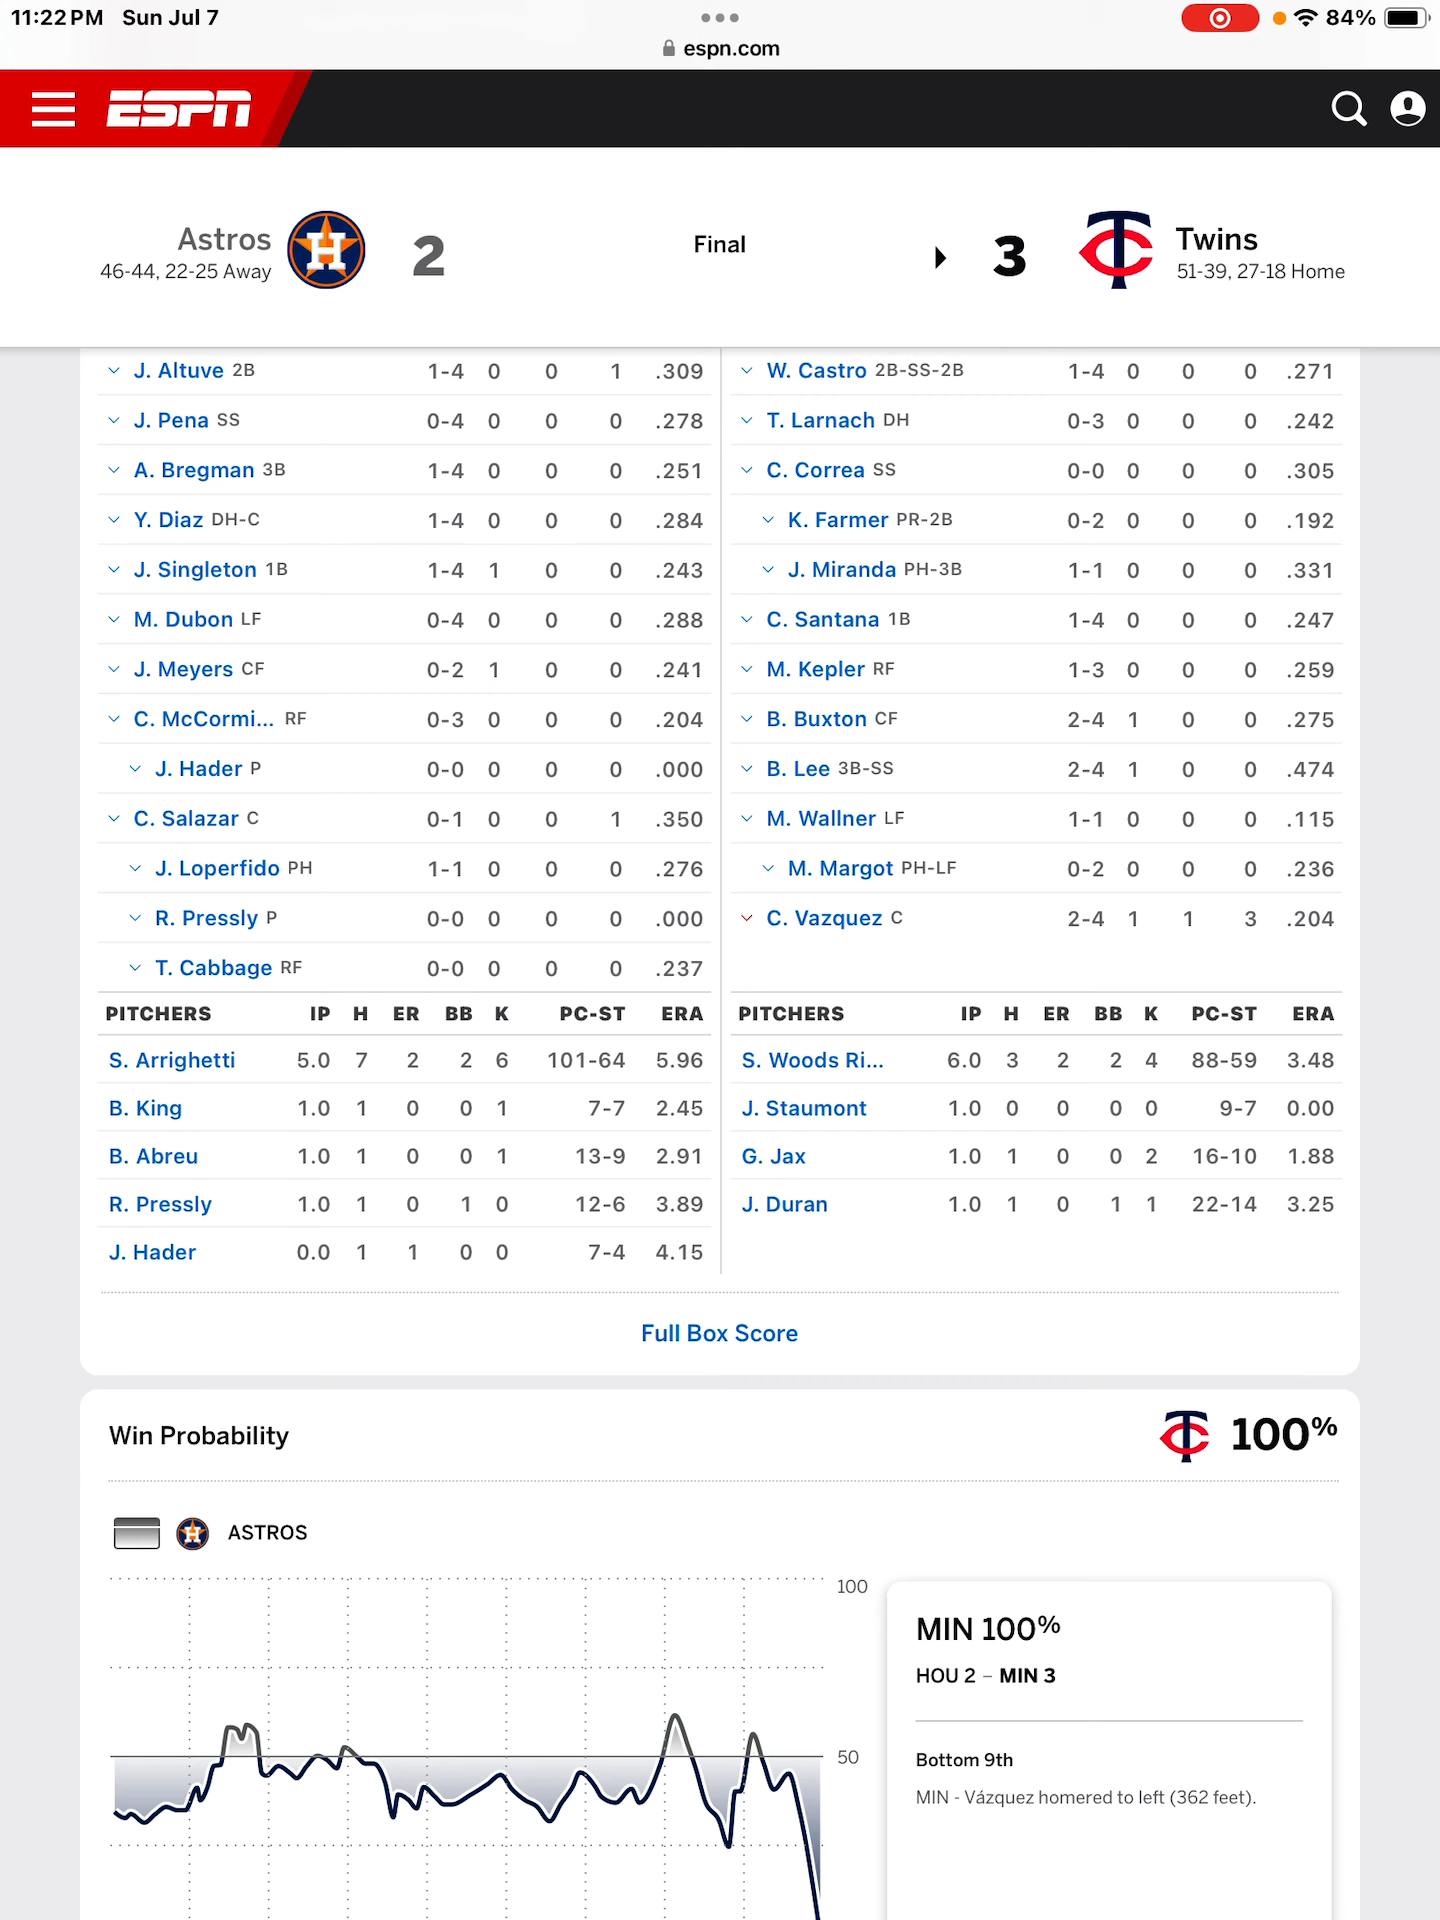 11:22 PM Sun Jul 7
84%
espn.com
ESPN
Astros
46-44, 22-25 Away
2
Final
3
Twins
51-39, 27-18 Home
J. Altuve 2B 1-4 0 0 1 .309
J. Pena SS 0-4 0 0 0 .278
A. Bregman 3B 1-4 0 0 0 .251
Y. Diaz DH-C 1-4 0 0 0 .284
J. Singleton 1B 1-4 1 0 0 .243
M. Dubon LF 0-4 0 0 0 .288
J. Meyers CF 0-2 1 0 0 .241
C. McCormi... RF 0-3 0 0 0 .204
J. Hader P 0-0 0 0 0 .000
C. Salazar C 0-1 0 0 1 .350
J. Loperfido PH 1-1 0 0 0 .276
R. Pressly P 0-0 0 0 0 .000
T. Cabbage RF 0-0 0 0 0 .237
PITCHERS IP H ER BB K PC-ST ERA
S. Arrighetti 5.0 7 2 2 6 101-64 5.96
B. King 1.0 1 0 0 1 7-7 2.45
B. Abreu 1.0 1 0 0 1 13-9 2.91
R. Pressly 1.0 1 0 1 0 12-6 3.89
J. Hader 0.0 1 1 0 0 7-4 4.15
W. Castro 2B-SS-2B 1-4 0 0 0 .271
T. Larnach DH 0-3 0 0 0 .242
C. Correa SS 0-0 0 0 0 .305
K. Farmer PR-2B 0-2 0 0 0 .192
J. Miranda PH-3B 1-1 0 0 0 .331
C. Santana 1B 1-4 0 0 0 .247
M. Kepler RF 1-3 0 0 0 .259
B. Buxton CF 2-4 1 0 0 .275
B. Lee 3B-SS 2-4 1 0 0 .474
M. Wallner LF 1-1 0 0 0 .115
M. Margot PH-LF 0-2 0 0 0 .236
C. Vazquez C 2-4 1 1 3 .204
PITCHERS IP H ER BB K PC-ST ERA
S. Woods Ri... 6.0 3 2 2 4 88-59 3.48
J. Staumont 1.0 0 0 0 0 9-7 0.00
G. Jax 1.0 1 0 0 2 16-10 1.88
J. Duran 1.0 1 0 1 1 22-14 3.25
Full Box Score
Win Probability
100%
ASTROS
100
50
MIN 100%
HOU 2 - MIN 3
Bottom 9th
MIN - Vázquez homered to left (362 feet).